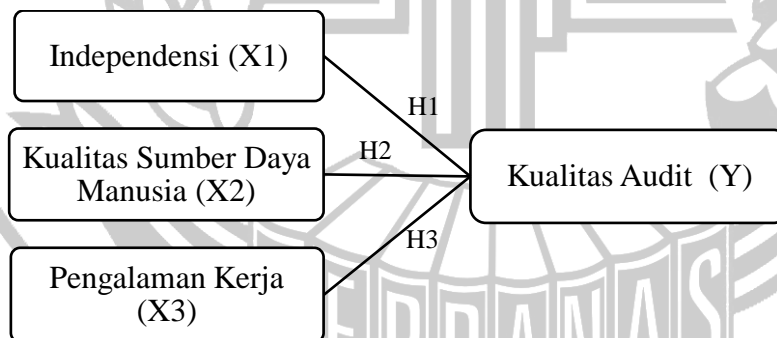 Independensi (X1)
H1
Kualitas Sumber Daya
Manusia (X2)
H2
Kualitas Audit (Y)
H3
Pengalaman Kerja
(X3)